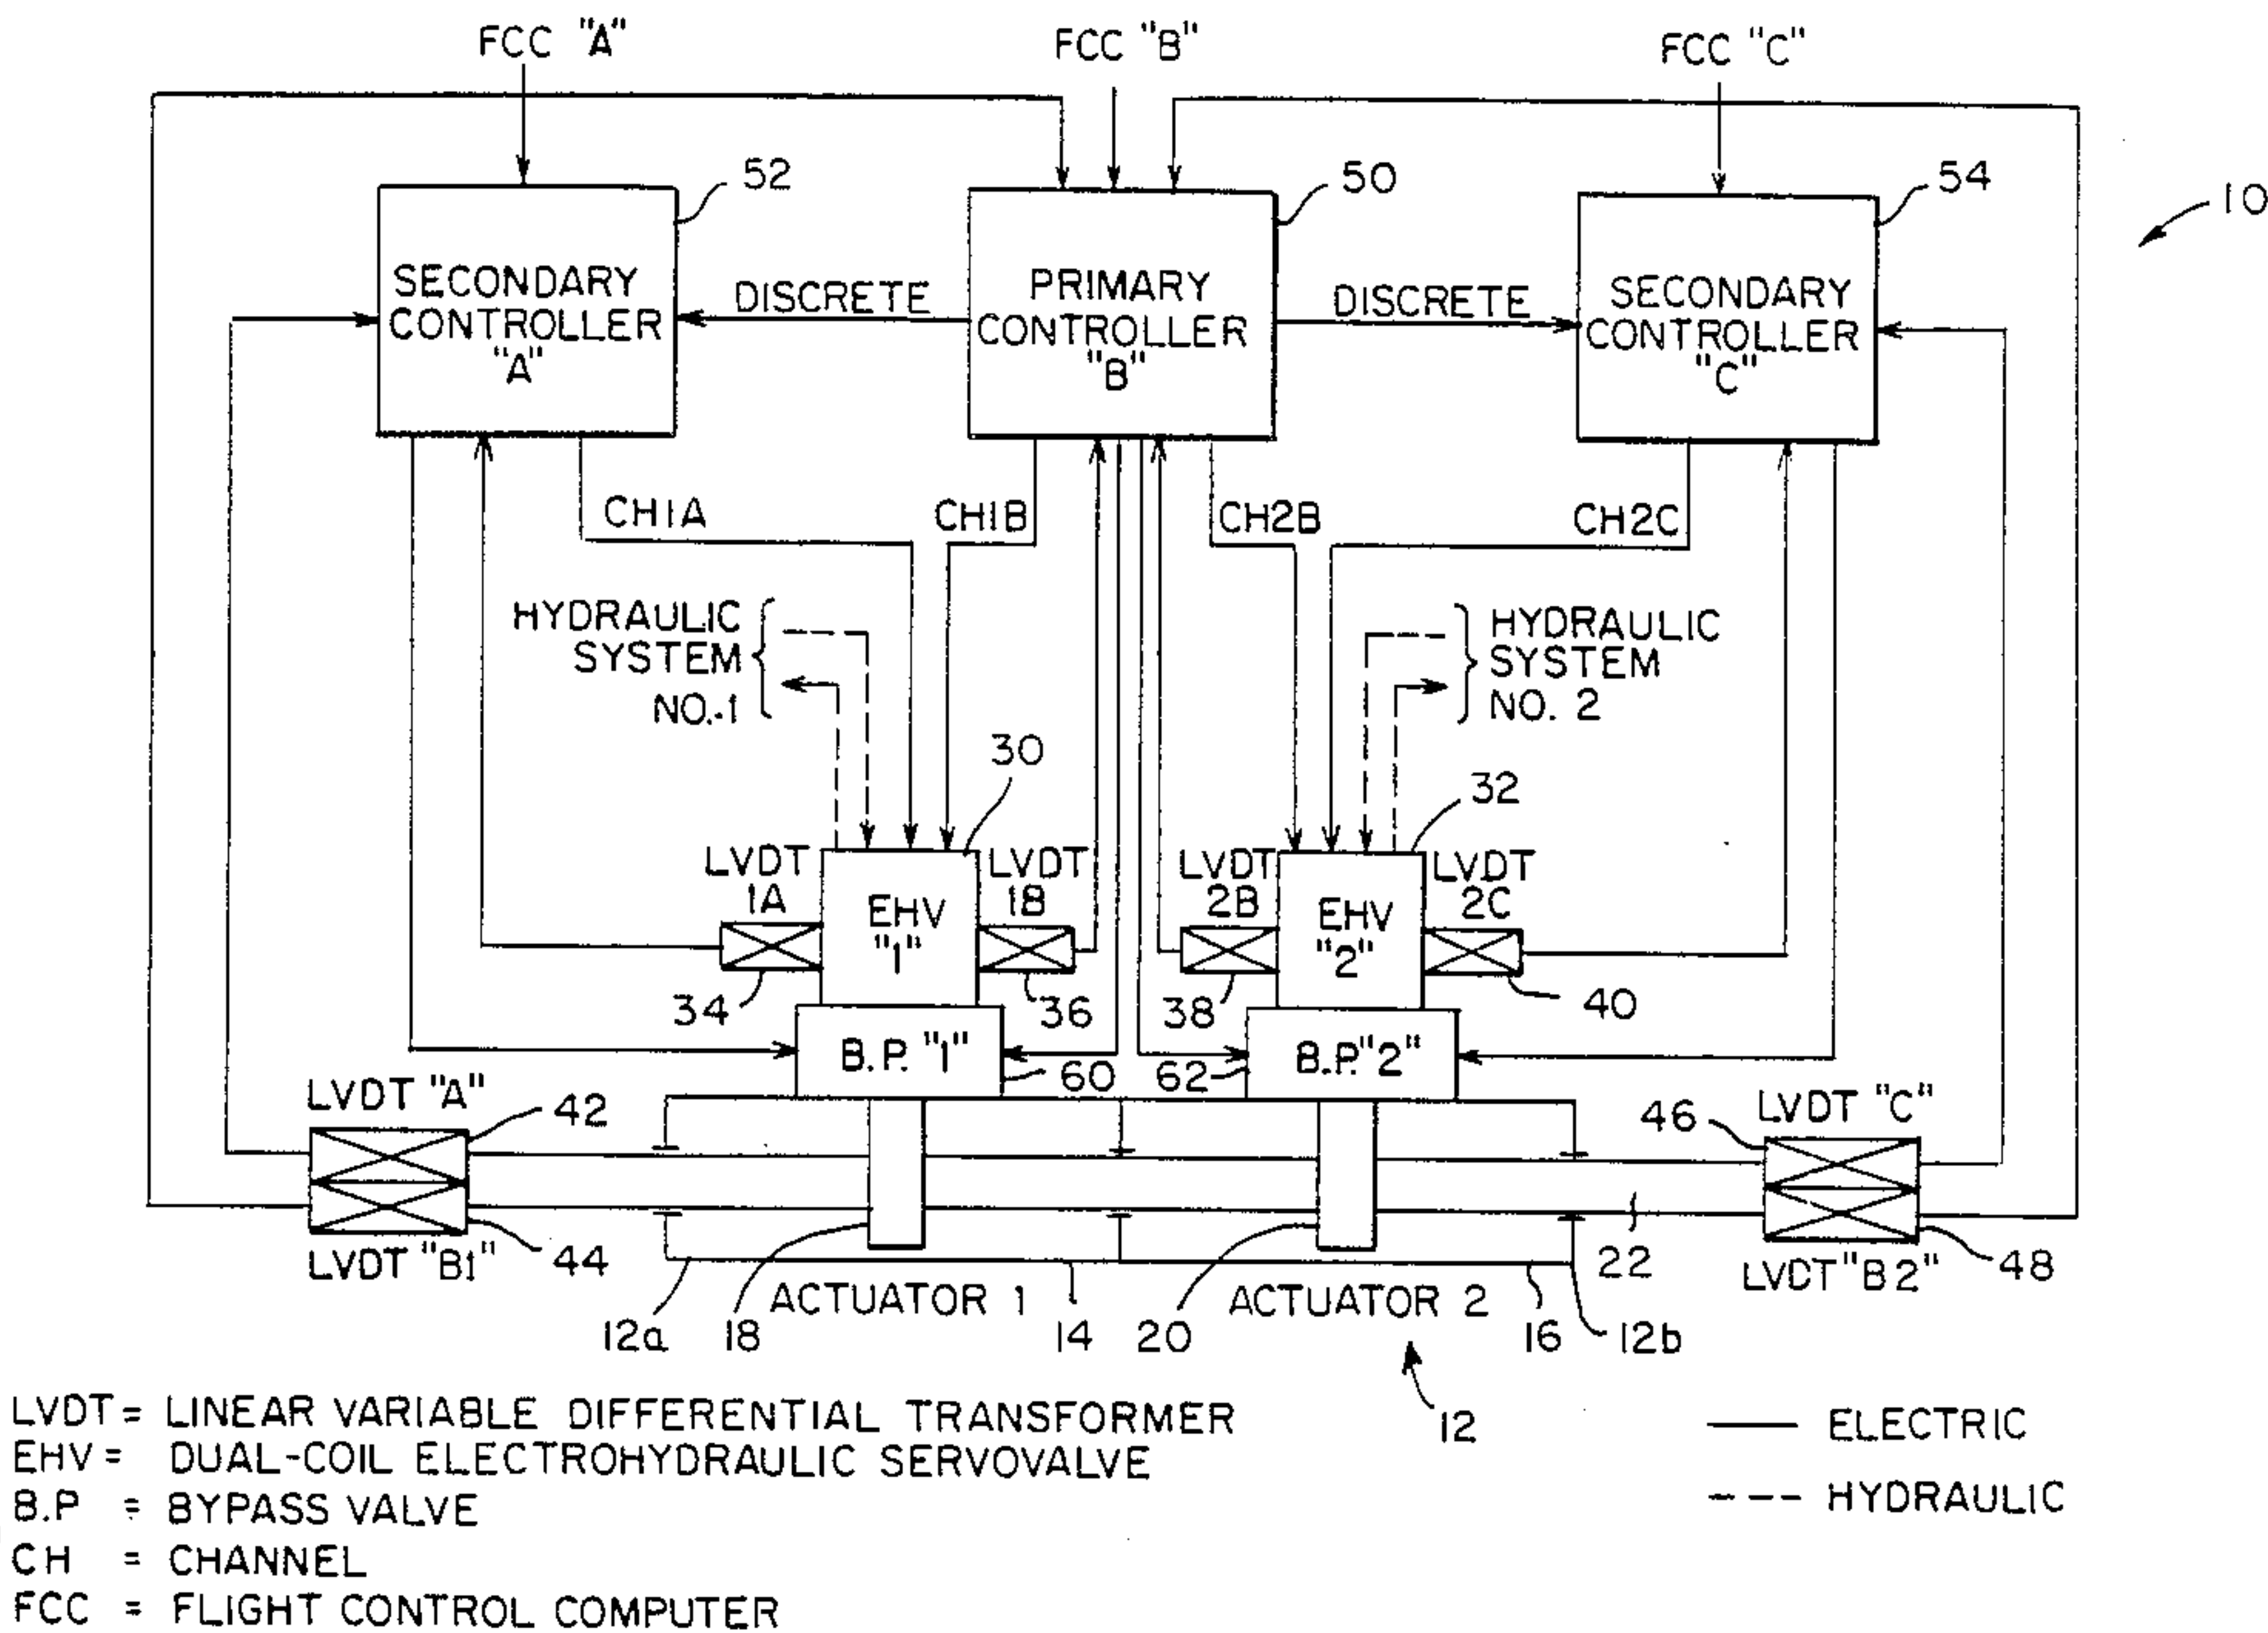 FCC "A"
FCC "B"
FCC "C"
52
50
54
10
SECONDARY
CONTROLLER
"A"
DISCRETE
PRIMARY
CONTROLLER
"B"
DISCRETE
SECONDARY
CONTROLLER
"C"
CH1A
CH1B
CH2B
CH2C
HYDRAULIC
SYSTEM
NO. 1
HYDRAULIC
SYSTEM
NO. 2
30
32
LVDT
1A
EHV
"1"
LVDT
1B
LVDT
2B
EHV
"2"
LVDT
2C
34
36
38
40
B.P. "1"
60
62
B.P. "2"
LVDT "A"
42
46
LVDT "C"
LVDT "B1"
44
22
LVDT "B2"
48
ACTUATOR 1
ACTUATOR 2
12a
18
14
20
16
12b
12
LVDT = LINEAR VARIABLE DIFFERENTIAL TRANSFORMER
EHV = DUAL-COIL ELECTROHYDRAULIC SERVOVALVE
B.P = BYPASS VALVE
CH = CHANNEL
FCC = FLIGHT CONTROL COMPUTER
ELECTRIC
HYDRAULIC